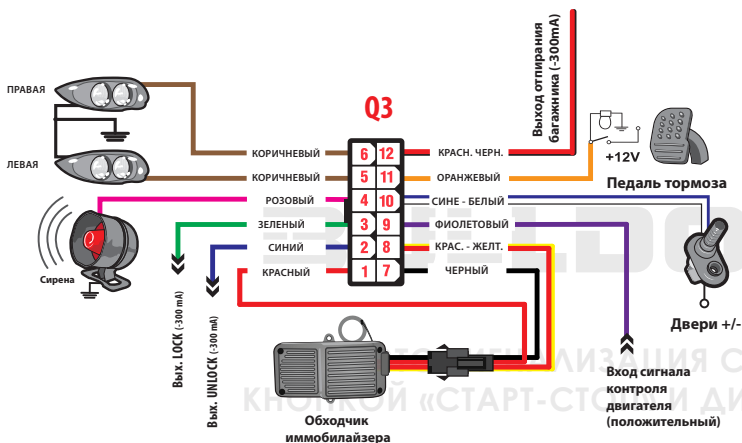 Выход отпирания
багажника (-300mA)
Q3
ПРАВАЯ
ЛЕВАЯ
КОРИЧНЕВЫЙ 6 12 КРАСН. ЧЕРН.
КОРИЧНЕВЫЙ 5 11 ОРАНЖЕВЫЙ
РОЗОВЫЙ 4 10 СИНЕ - БЕЛЫЙ
ЗЕЛЕНЫЙ 3 9 ФИОЛЕТОВЫЙ
СИНИЙ 2 8 КРАС. - ЖЕЛТ.
КРАСНЫЙ 1 7 ЧЕРНЫЙ
+12V
Педаль тормоза
Сирена
Двери +/-
Вых. LOCK (-300 mA)
Вых. UNLOCK (-300 mA)
Вход сигнала
контроля
двигателя
(положительный)
Обходчик
иммобилайзера